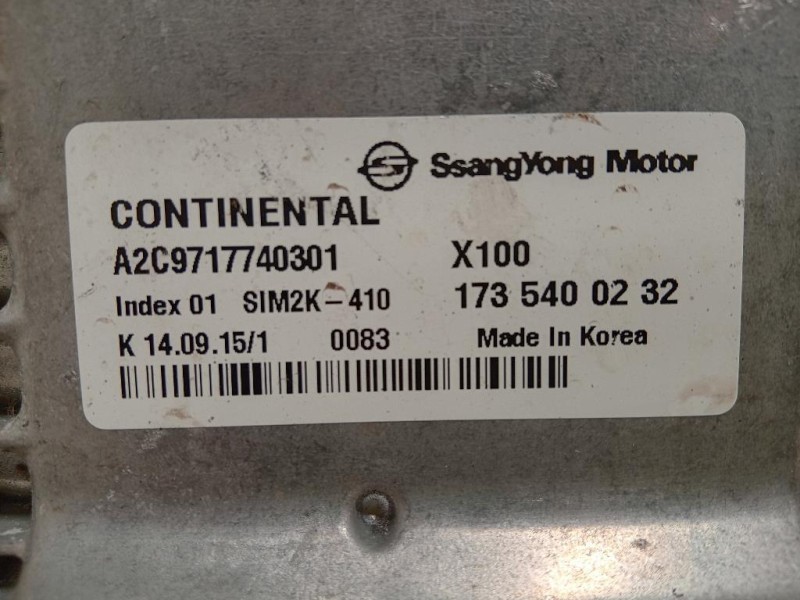 SsangYong Motor
CONTINENTAL
A2C9717740301 X100
Index 01 SIM2K-410 173 540 02 32
K 14.09.15/1 0083 Made In Korea